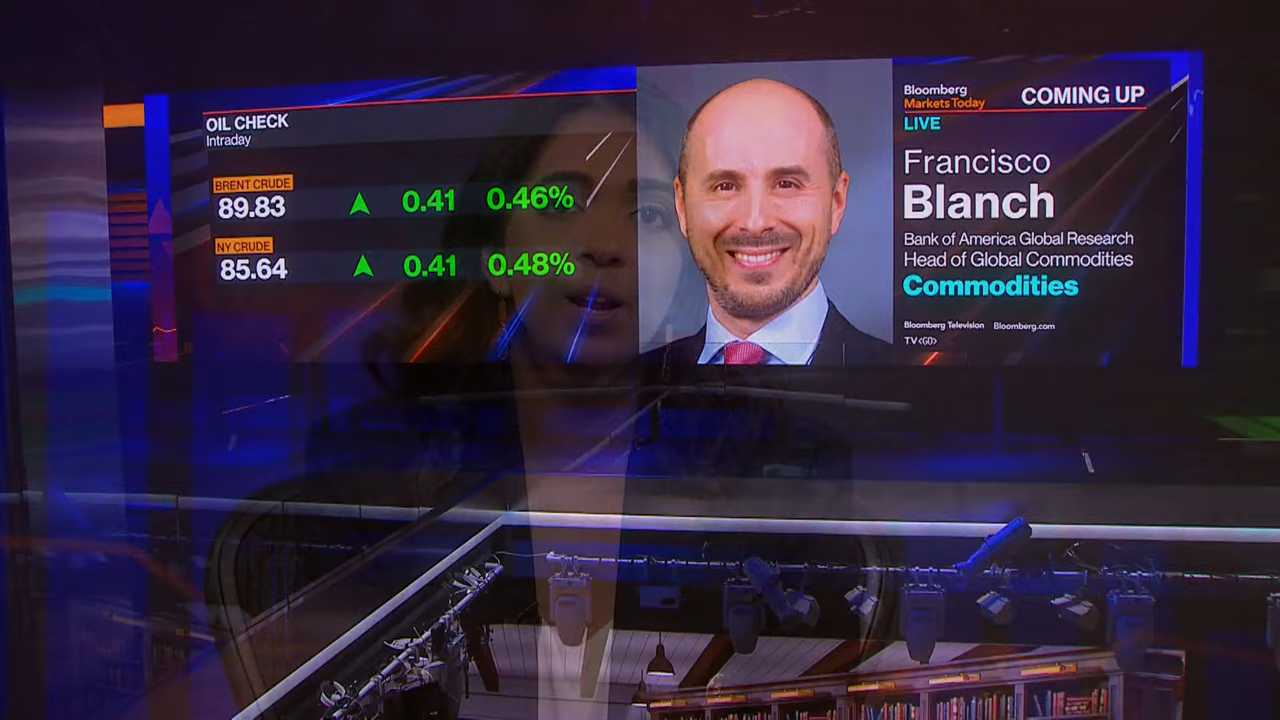 OIL CHECK
Intraday
BRENT CRUDE
89.83 0.41 0.46%
NY CRUDE
85.64 0.41 0.48%
Bloomberg
Markets Today
COMING UP
LIVE
Francisco
Blanch
Bank of America Global Research
Head of Global Commodities
Commodities
Bloomberg Television Bloomberg.com
TV<GO>